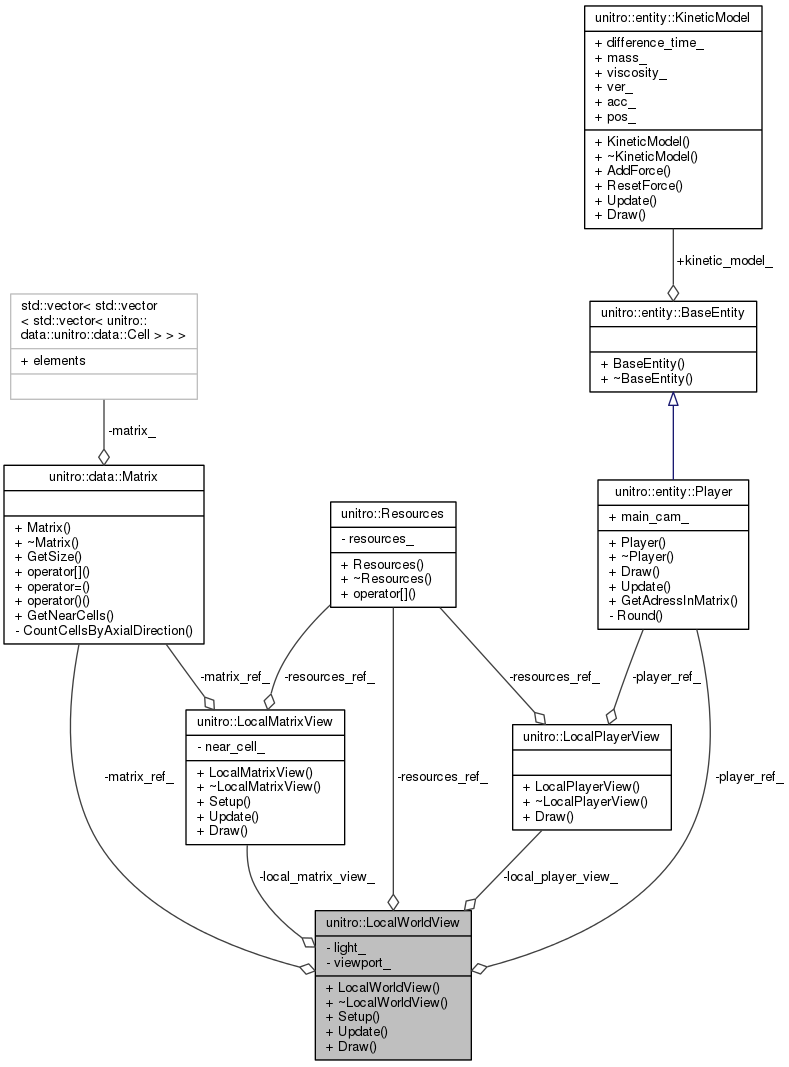 unitro::entity::KineticModel
+ difference_time_
+ mass_
+ viscosity_
+ ver_
+ acc_
+ pos_
+ KineticModel()
+ ~KineticModel()
+ AddForce()
+ ResetForce()
+ Update()
+ Draw()
+kinetic_model_
std::vector< std::vector
< std::vector< unitro::
data::unitro::data::Cell > > >
+ elements
unitro::entity::BaseEntity
+ BaseEntity()
+ ~BaseEntity()
-matrix_
unitro::data::Matrix
+ Matrix()
+ ~Matrix()
+ GetSize()
+ operator[]()
+ operator=()
+ operator()()
+ GetNearCells()
- CountCellsByAxialDirection()
unitro::Resources
- resources_
+ Resources()
+ ~Resources()
+ operator[]()
unitro::entity::Player
+ main_cam_
+ Player()
+ ~Player()
+ Draw()
+ Update()
+ GetAdressInMatrix()
- Round()
-matrix_ref_
-resources_ref_
-resources_ref_
-player_ref_
unitro::LocalMatrixView
- near_cell_
+ LocalMatrixView()
+ ~LocalMatrixView()
+ Setup()
+ Update()
+ Draw()
unitro::LocalPlayerView
+ LocalPlayerView()
+ ~LocalPlayerView()
+ Draw()
-matrix_ref_
-resources_ref_
-player_ref_
-local_matrix_view_
-local_player_view_
unitro::LocalWorldView
- light_
- viewport_
+ LocalWorldView()
+ ~LocalWorldView()
+ Setup()
+ Update()
+ Draw()